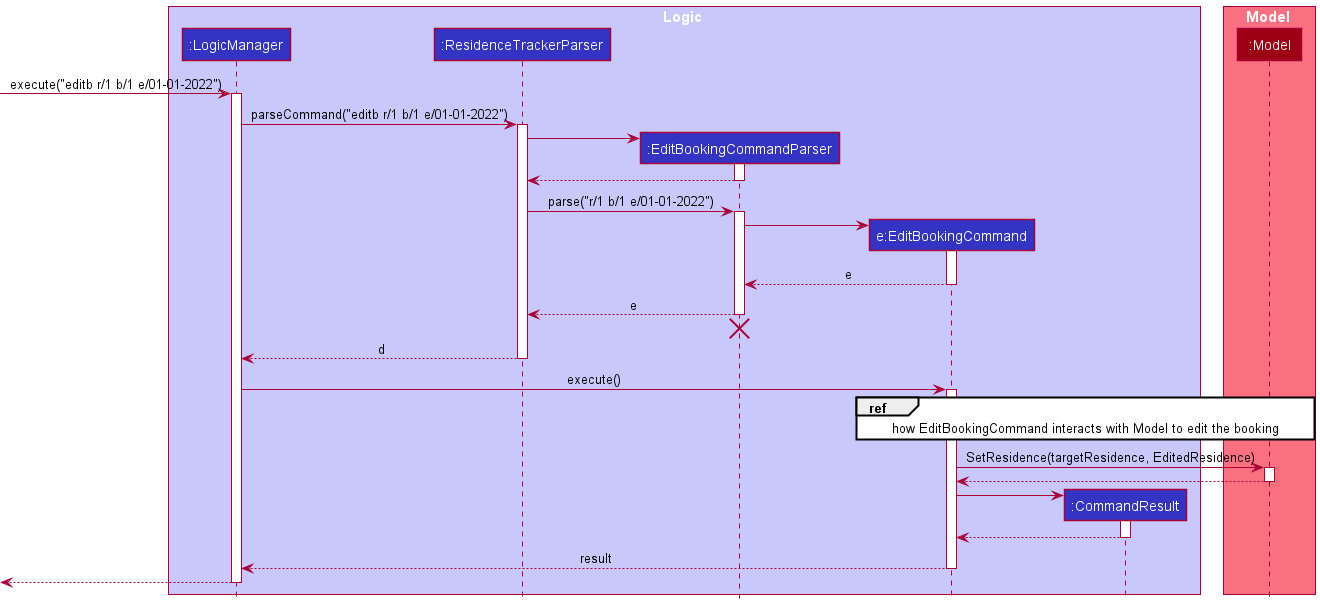 Logic
Model
:LogicManager
:ResidenceTrackerParser
:Model
execute("editb r/1 b/1 e/01-01-2022")
parseCommand("editb r/1 b/1 e/01-01-2022")
:EditBookingCommandParser
parse("r/1 b/1 e/01-01-2022")
e:EditBookingCommand
e
e
d
execute()
ref
how EditBookingCommand interacts with Model to edit the booking
SetResidence(targetResidence, EditedResidence)
:CommandResult
result